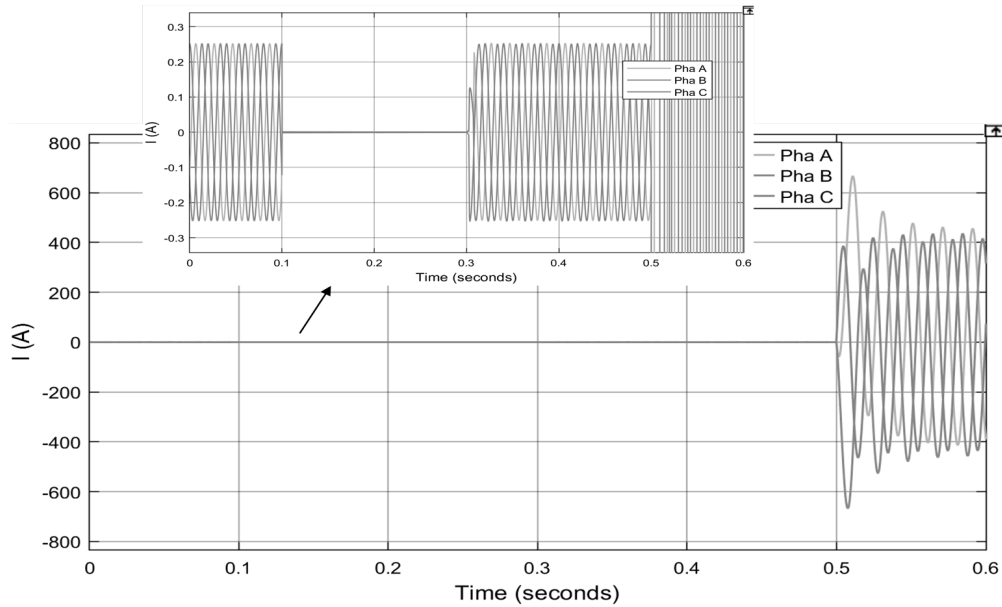 0.3
0.2
0.1
0
-0.1
-0.2
-0.3
I (A)
Pha A
Pha B
Pha C
0 0.1 0.2 0.3 0.4 0.5 0.6
Time (seconds)
800
600
400
200
0
-200
-400
-600
-800
I (A)
Pha A
Pha B
Pha C
0 0.1 0.2 0.3 0.4 0.5 0.6
Time (seconds)